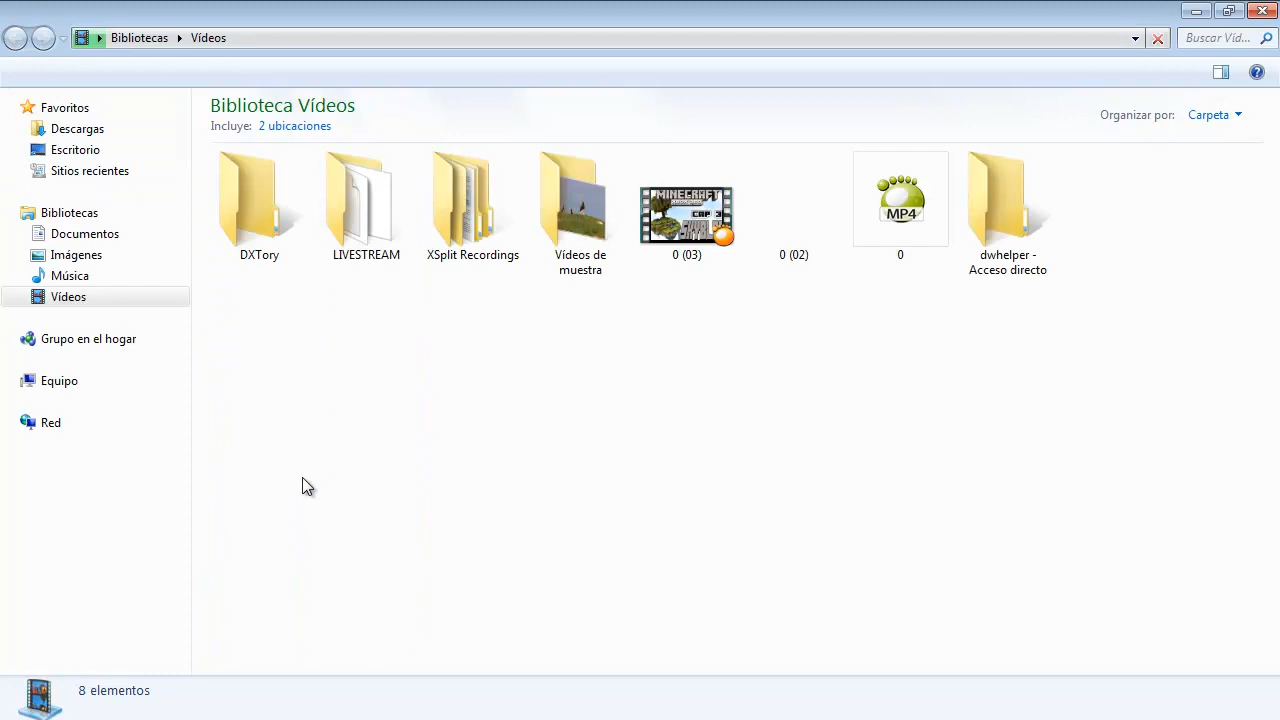 Bibliotecas Vídeos
Buscar Víd...
Favoritos
Descargas
Escritorio
Sitios recientes
Bibliotecas
Documentos
Imágenes
Música
Vídeos
Grupo en el hogar
Equipo
Red
Biblioteca Vídeos
Incluye: 2 ubicaciones
Organizar por: Carpeta
DXTory
LIVESTREAM
XSplit Recordings
Vídeos de
muestra
MINECRAFT
CAP 3
0 (03)
0 (02)
MP4
0
dwhelper -
Acceso directo
8 elementos